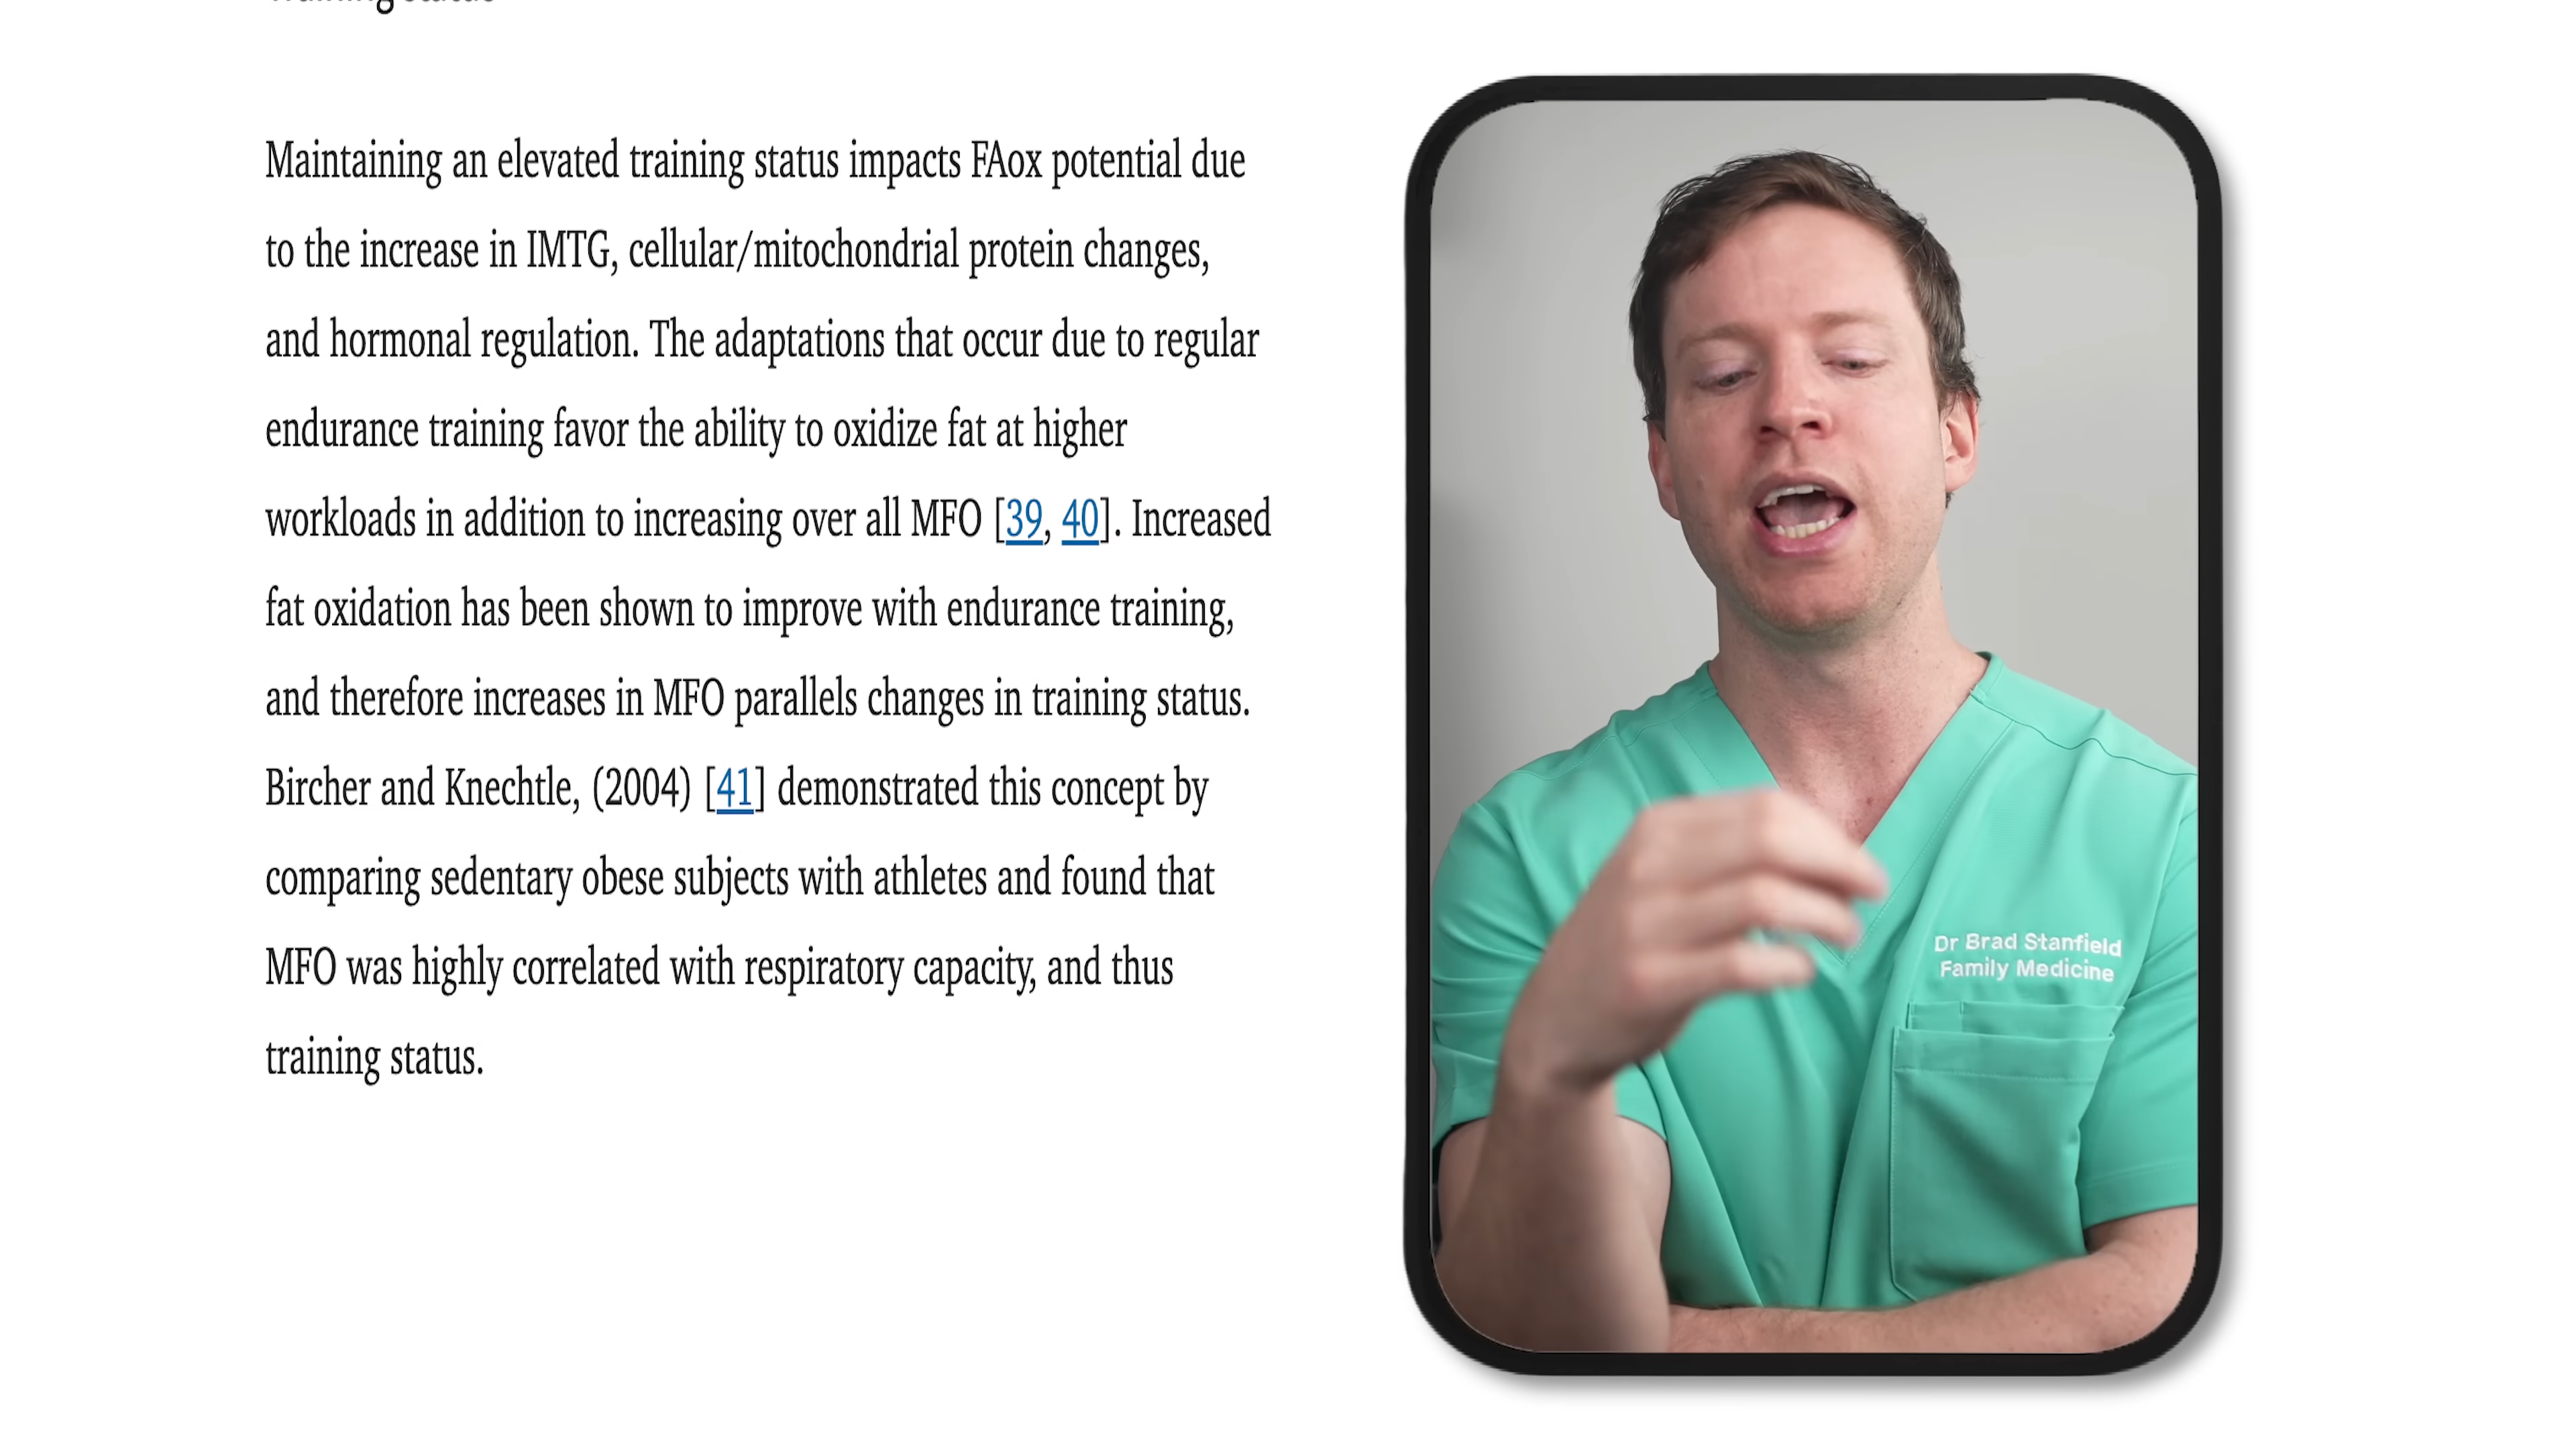 Training status
Maintaining an elevated training status impacts FAox potential due
to the increase in IMTG, cellular/mitochondrial protein changes,
and hormonal regulation. The adaptations that occur due to regular
endurance training favor the ability to oxidize fat at higher
workloads in addition to increasing over all MFO [39, 40]. Increased
fat oxidation has been shown to improve with endurance training,
and therefore increases in MFO parallels changes in training status.
Bircher and Knechtle, (2004) [41] demonstrated this concept by
comparing sedentary obese subjects with athletes and found that
MFO was highly correlated with respiratory capacity, and thus
training status.
Dr Brad Stanfield
Family Medicine